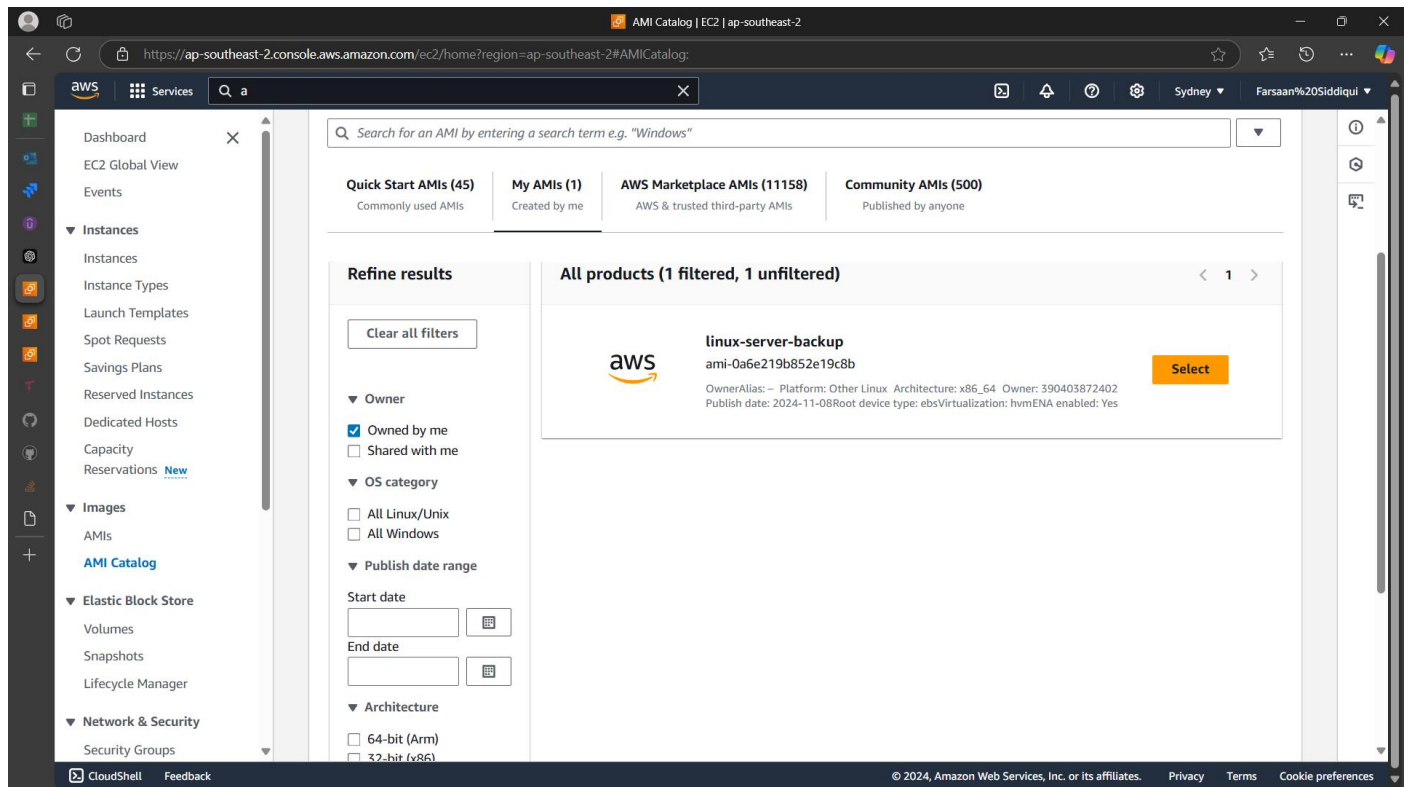 AMI Catalog | EC2 | ap-southeast-2
https://ap-southeast-2.console.aws.amazon.com/ec2/home?region=ap-southeast-2#AMICatalog:
aws Services a Sydney Farsaan%20Siddiqui
Dashboard
EC2 Global View
Events
Instances
Instances
Instance Types
Launch Templates
Spot Requests
Savings Plans
Reserved Instances
Dedicated Hosts
Capacity
Reservations New
Images
AMIs
AMI Catalog
Elastic Block Store
Volumes
Snapshots
Lifecycle Manager
Network & Security
Security Groups
Search for an AMI by entering a search term e.g. "Windows"
Quick Start AMIs (45)
Commonly used AMIs
My AMIs (1)
Created by me
AWS Marketplace AMIs (11158)
AWS & trusted third-party AMIs
Community AMIs (500)
Published by anyone
Refine results
Clear all filters
Owner
Owned by me
Shared with me
OS category
All Linux/Unix
All Windows
Publish date range
Start date
End date
Architecture
64-bit (Arm)
32-bit (x86)
All products (1 filtered, 1 unfiltered)
1
aws
linux-server-backup
ami-0a6e219b852e19c8b
OwnerAlias: – Platform: Other Linux Architecture: x86_64 Owner: 390403872402
Publish date: 2024-11-08Root device type: ebsVirtualization: hvmENA enabled: Yes
Select
CloudShell Feedback © 2024, Amazon Web Services, Inc. or its affiliates. Privacy Terms Cookie preferences